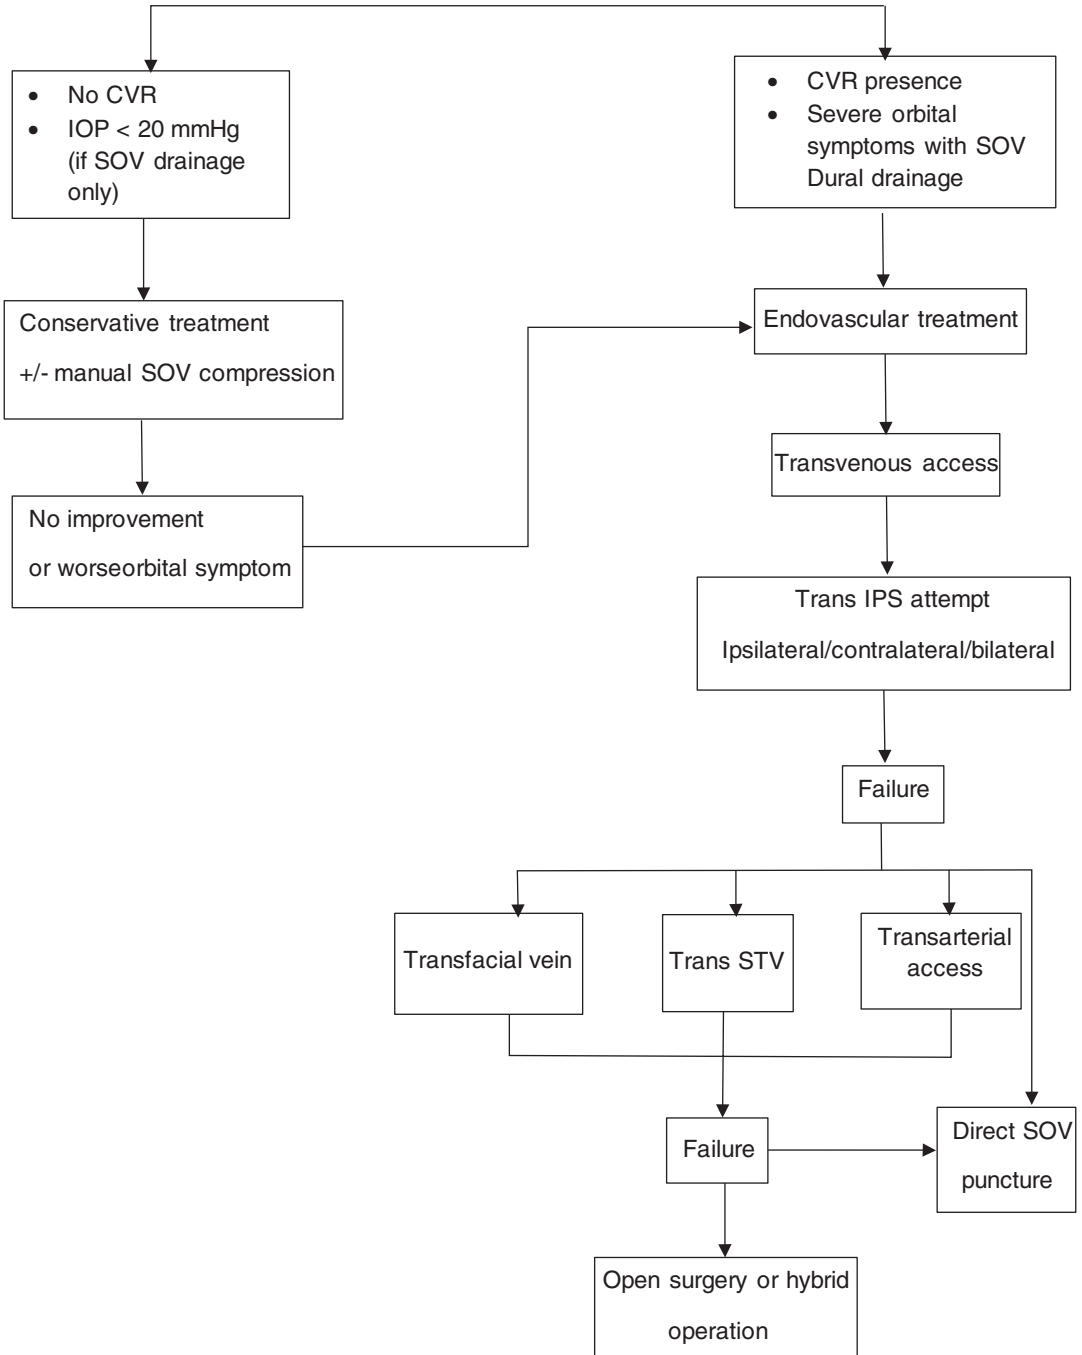 • No CVR
• IOP < 20 mmHg
(if SOV drainage
only)
• CVR presence
• Severe orbital
symptoms with SOV
Dural drainage
Conservative treatment
+/- manual SOV compression
Endovascular treatment
Transvenous access
No improvement
or worseorbital symptom
Trans IPS attempt
Ipsilateral/contralateral/bilateral
Failure
Transfacial vein
Trans STV
Transarterial
access
Failure
Direct SOV
puncture
Open surgery or hybrid
operation